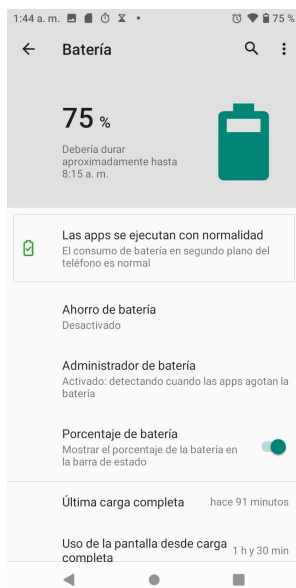 1:44 a. m. 75 %
Batería
75 %
Debería durar
aproximadamente hasta
8:15 a. m.
Las apps se ejecutan con normalidad
El consumo de batería en segundo plano del
teléfono es normal
Ahorro de batería
Desactivado
Administrador de batería
Activado: detectando cuando las apps agotan la
batería
Porcentaje de batería
Mostrar el porcentaje de la batería en
la barra de estado
Última carga completa hace 91 minutos
Uso de la pantalla desde carga 1 h y 30 min
completa